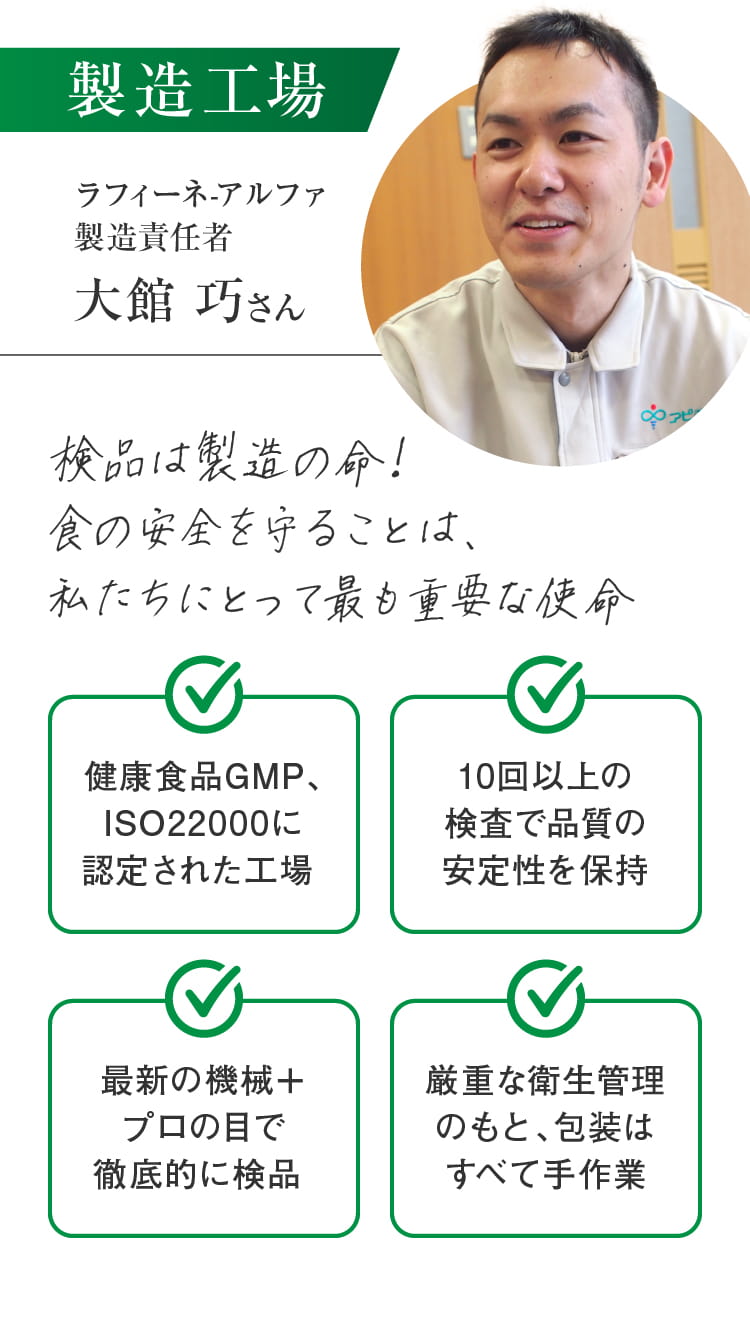 製造工場
ラフィーネ-アルファ
製造責任者
大館 巧さん
検品は製造の命!
食の安全を守ることは、
私たちにとって最も重要な使命
健康食品GMP、
ISO22000に
認定された工場
10回以上の
検査で品質の
安定性を保持
最新の機械＋
プロの目で
徹底的に検品
厳重な衛生管理
のもと、包装は
すべて手作業